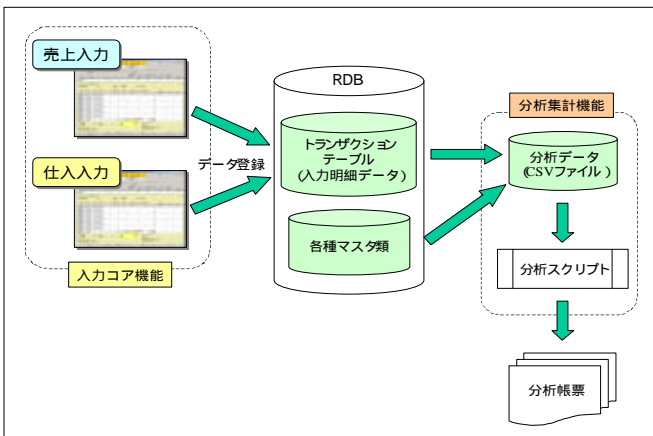 売上入力
仕入入力
入力コア機能
データ登録
RDB
トランザクション
テーブル
(入力明細データ)
各種マスタ類
分析集計機能
分析データ
(CSVファイル)
分析スクリプト
分析帳票